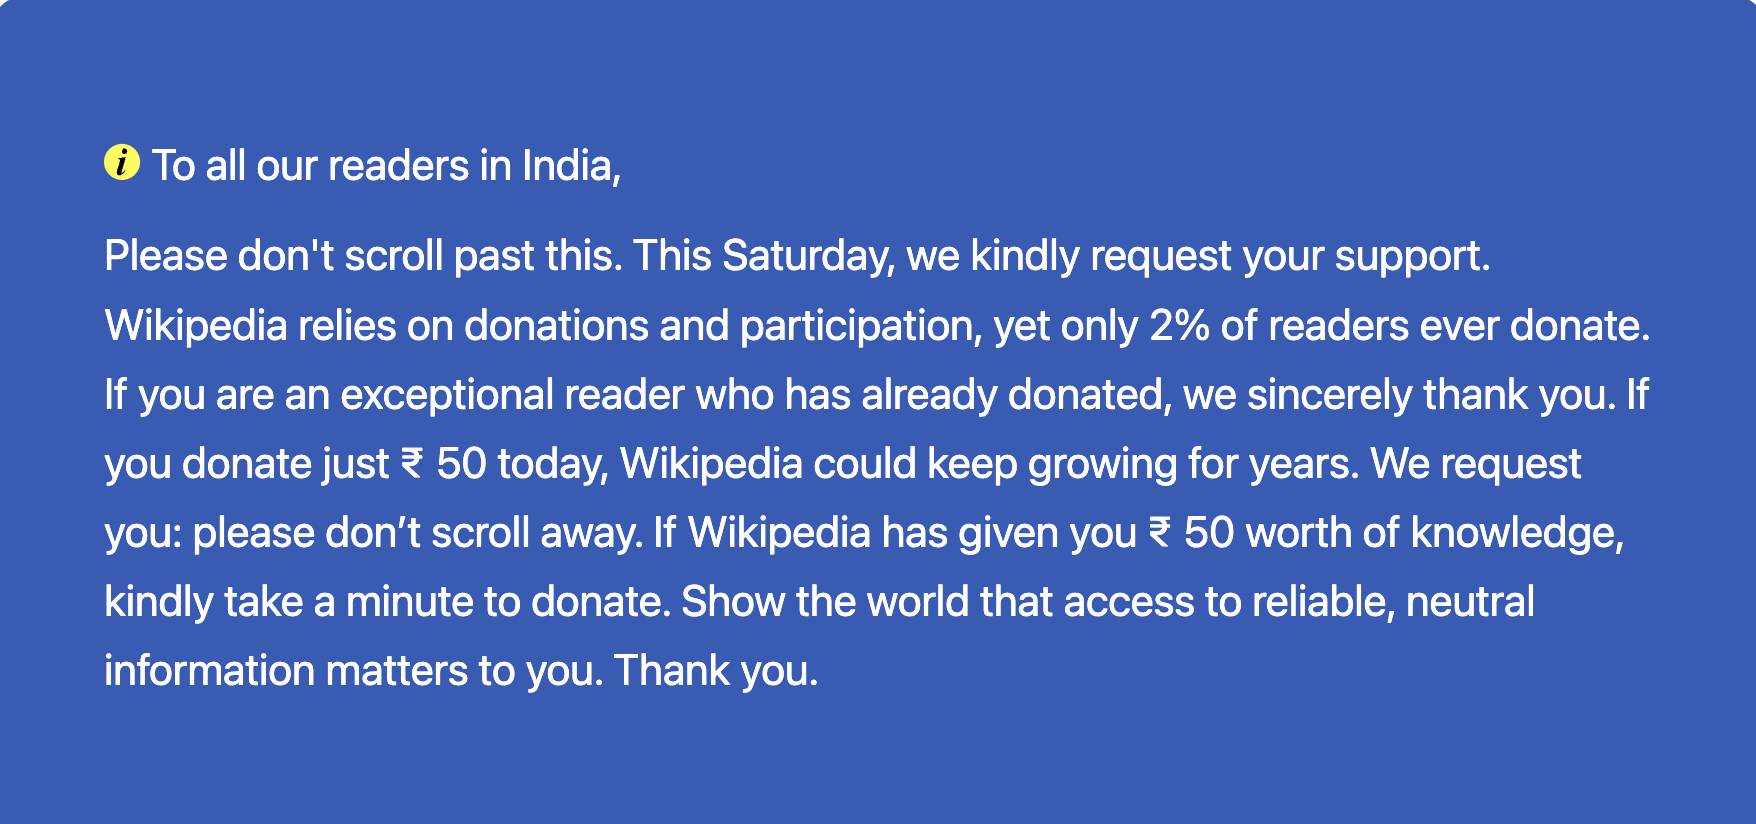 i To all our readers in India,
Please don't scroll past this. This Saturday, we kindly request your support.
Wikipedia relies on donations and participation, yet only 2% of readers ever donate.
If you are an exceptional reader who has already donated, we sincerely thank you. If
you donate just ₹ 50 today, Wikipedia could keep growing for years. We request
you: please don’t scroll away. If Wikipedia has given you ₹ 50 worth of knowledge,
kindly take a minute to donate. Show the world that access to reliable, neutral
information matters to you. Thank you.